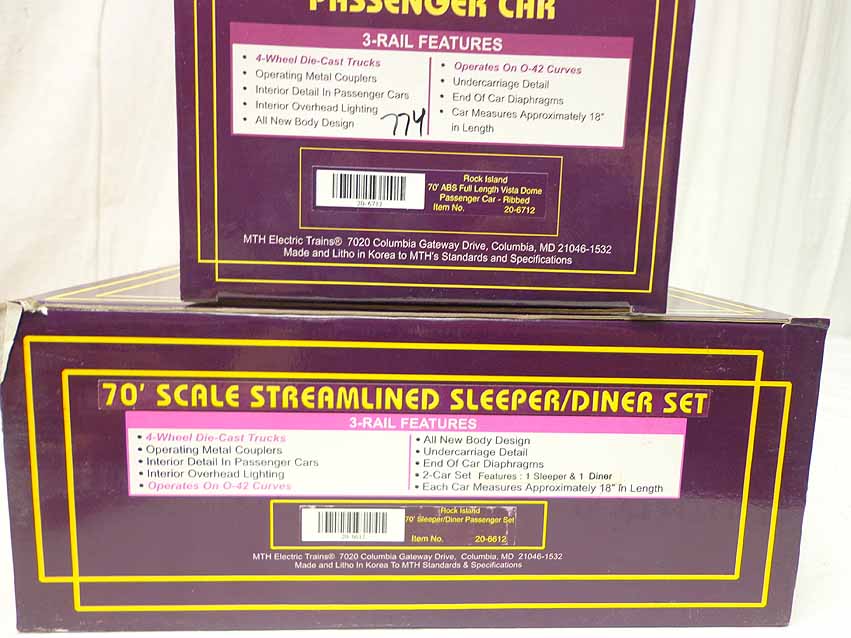 PASSENGER CAR
3-RAIL FEATURES
• 4-Wheel Die-Cast Trucks
• Operating Metal Couplers
• Interior Detail In Passenger Cars
• Interior Overhead Lighting
• All New Body Design
774
• Operates On O-42 Curves
• Undercarriage Detail
• End Of Car Diaphragms
• Car Measures Approximately 18"
in Length
20-6712
Rock Island
70' ABS Full Length Vista Dome
Passenger Car - Ribbed
Item No. 20-6712
MTH Electric Trains® 7020 Columbia Gateway Drive, Columbia, MD 21046-1532
Made and Litho in Korea to MTH's Standards and Specifications
70' SCALE STREAMLINED SLEEPER/DINER SET
3-RAIL FEATURES
• 4-Wheel Die-Cast Trucks
• Operating Metal Couplers
• Interior Detail In Passenger Cars
• Interior Overhead Lighting
• Operates On O-42 Curves
• All New Body Design
• Undercarriage Detail
• End Of Car Diaphragms
• 2-Car Set Features : 1 Sleeper & 1 Diner
• Each Car Measures Approximately 18" in Length
20-6612
Rock Island
70' Sleeper/Diner Passenger Set
Item No. 20-6612
MTH Electric Trains® 7020 Columbia Gateway Drive, Columbia, MD 21046-1532
Made and Litho In Korea To MTH Standards & Specifications